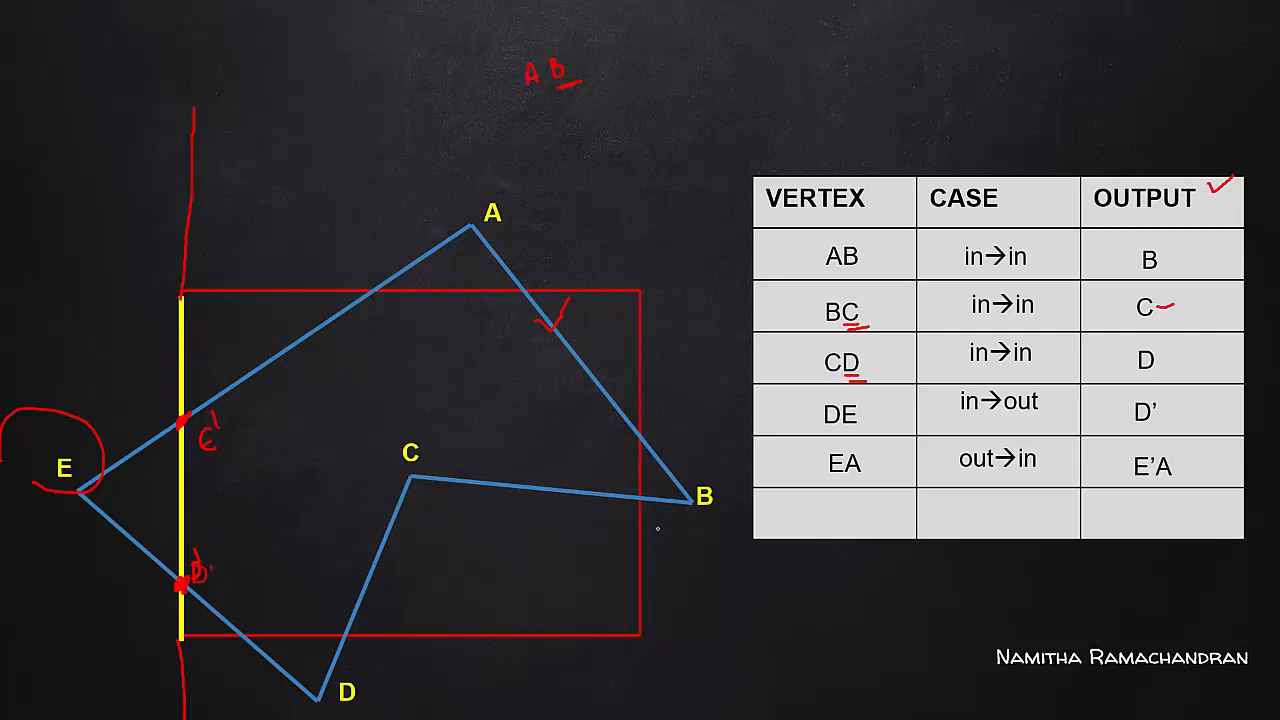 A B
A
E
C'
C
B
D'
D
VERTEX CASE OUTPUT
AB in→in B
BC in→in C
CD in→in D
DE in→out D’
EA out→in E’A
Namitha Ramachandran